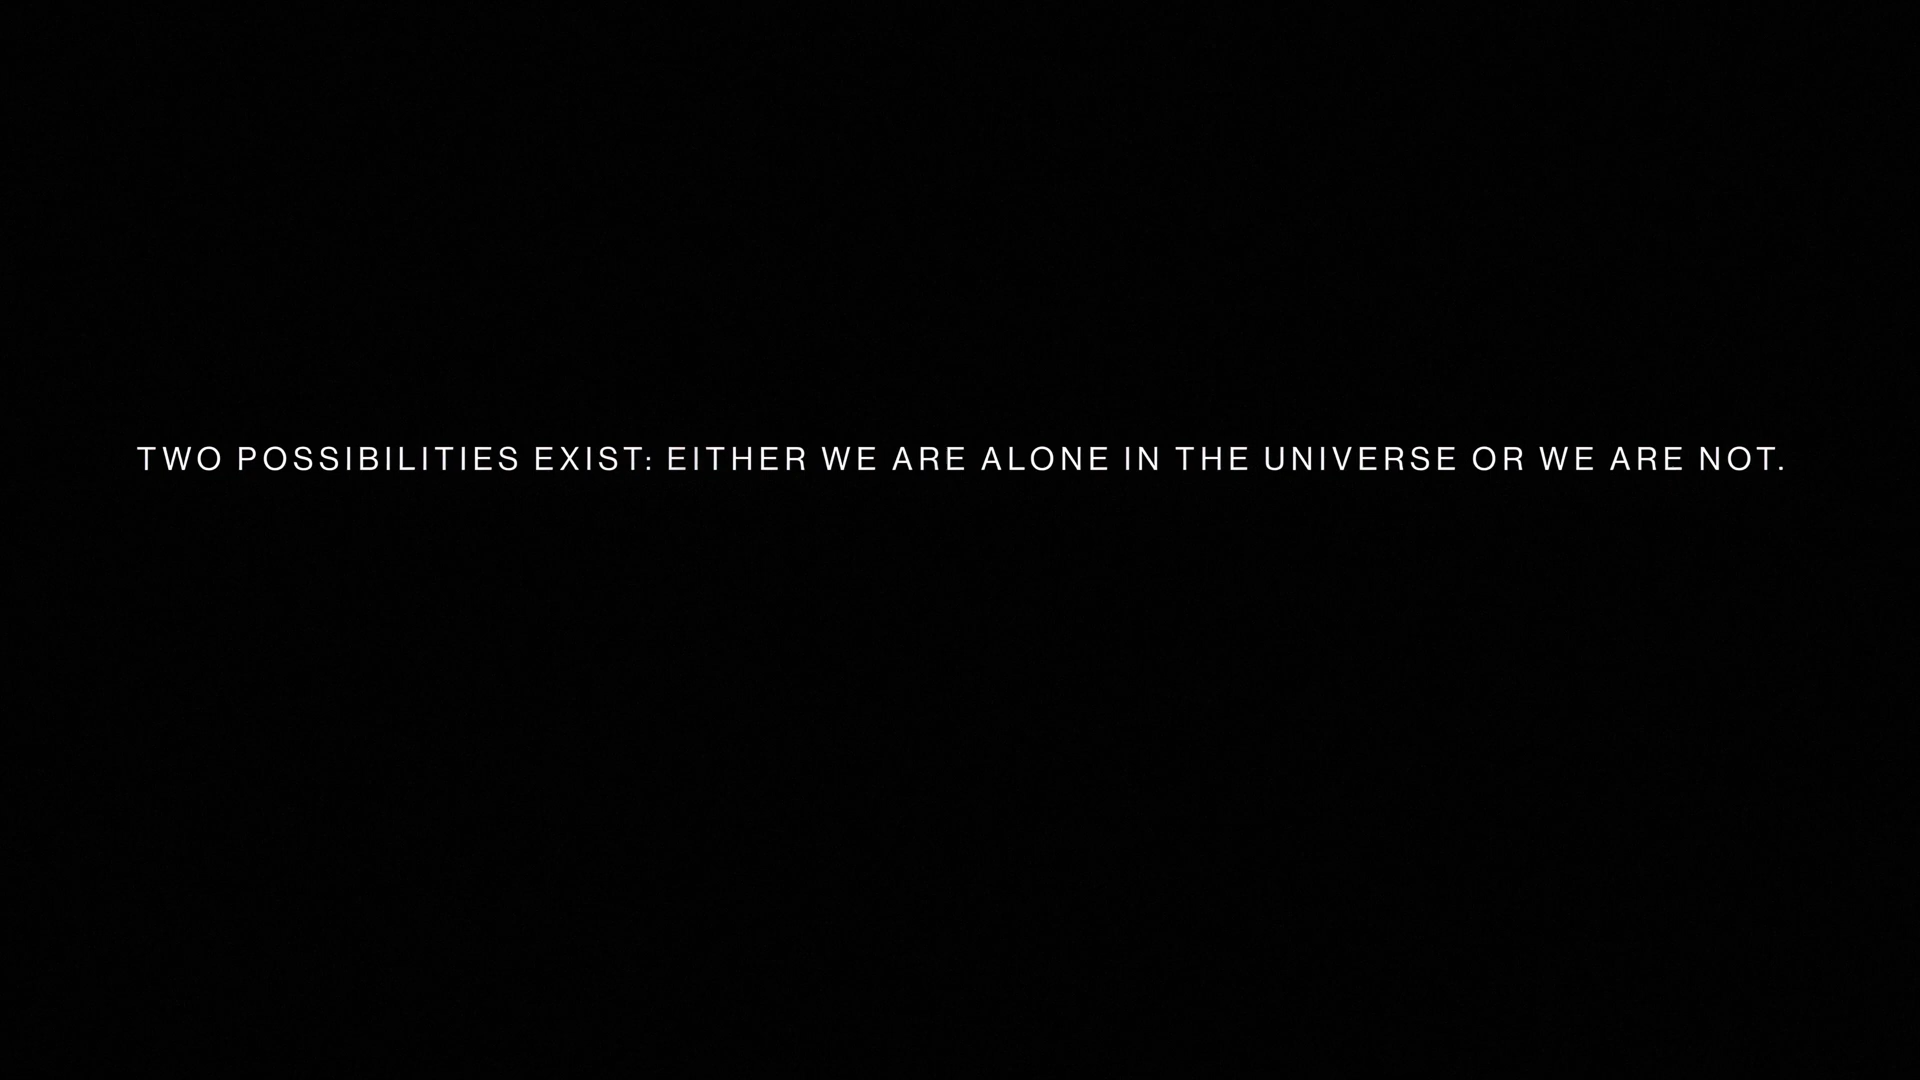 TWO POSSIBILITIES EXIST: EITHER WE ARE ALONE IN THE UNIVERSE OR WE ARE NOT.